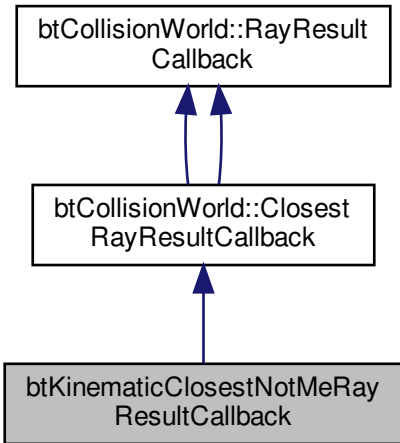 btCollisionWorld::RayResult
Callback
btCollisionWorld::Closest
RayResultCallback
btKinematicClosestNotMeRay
ResultCallback